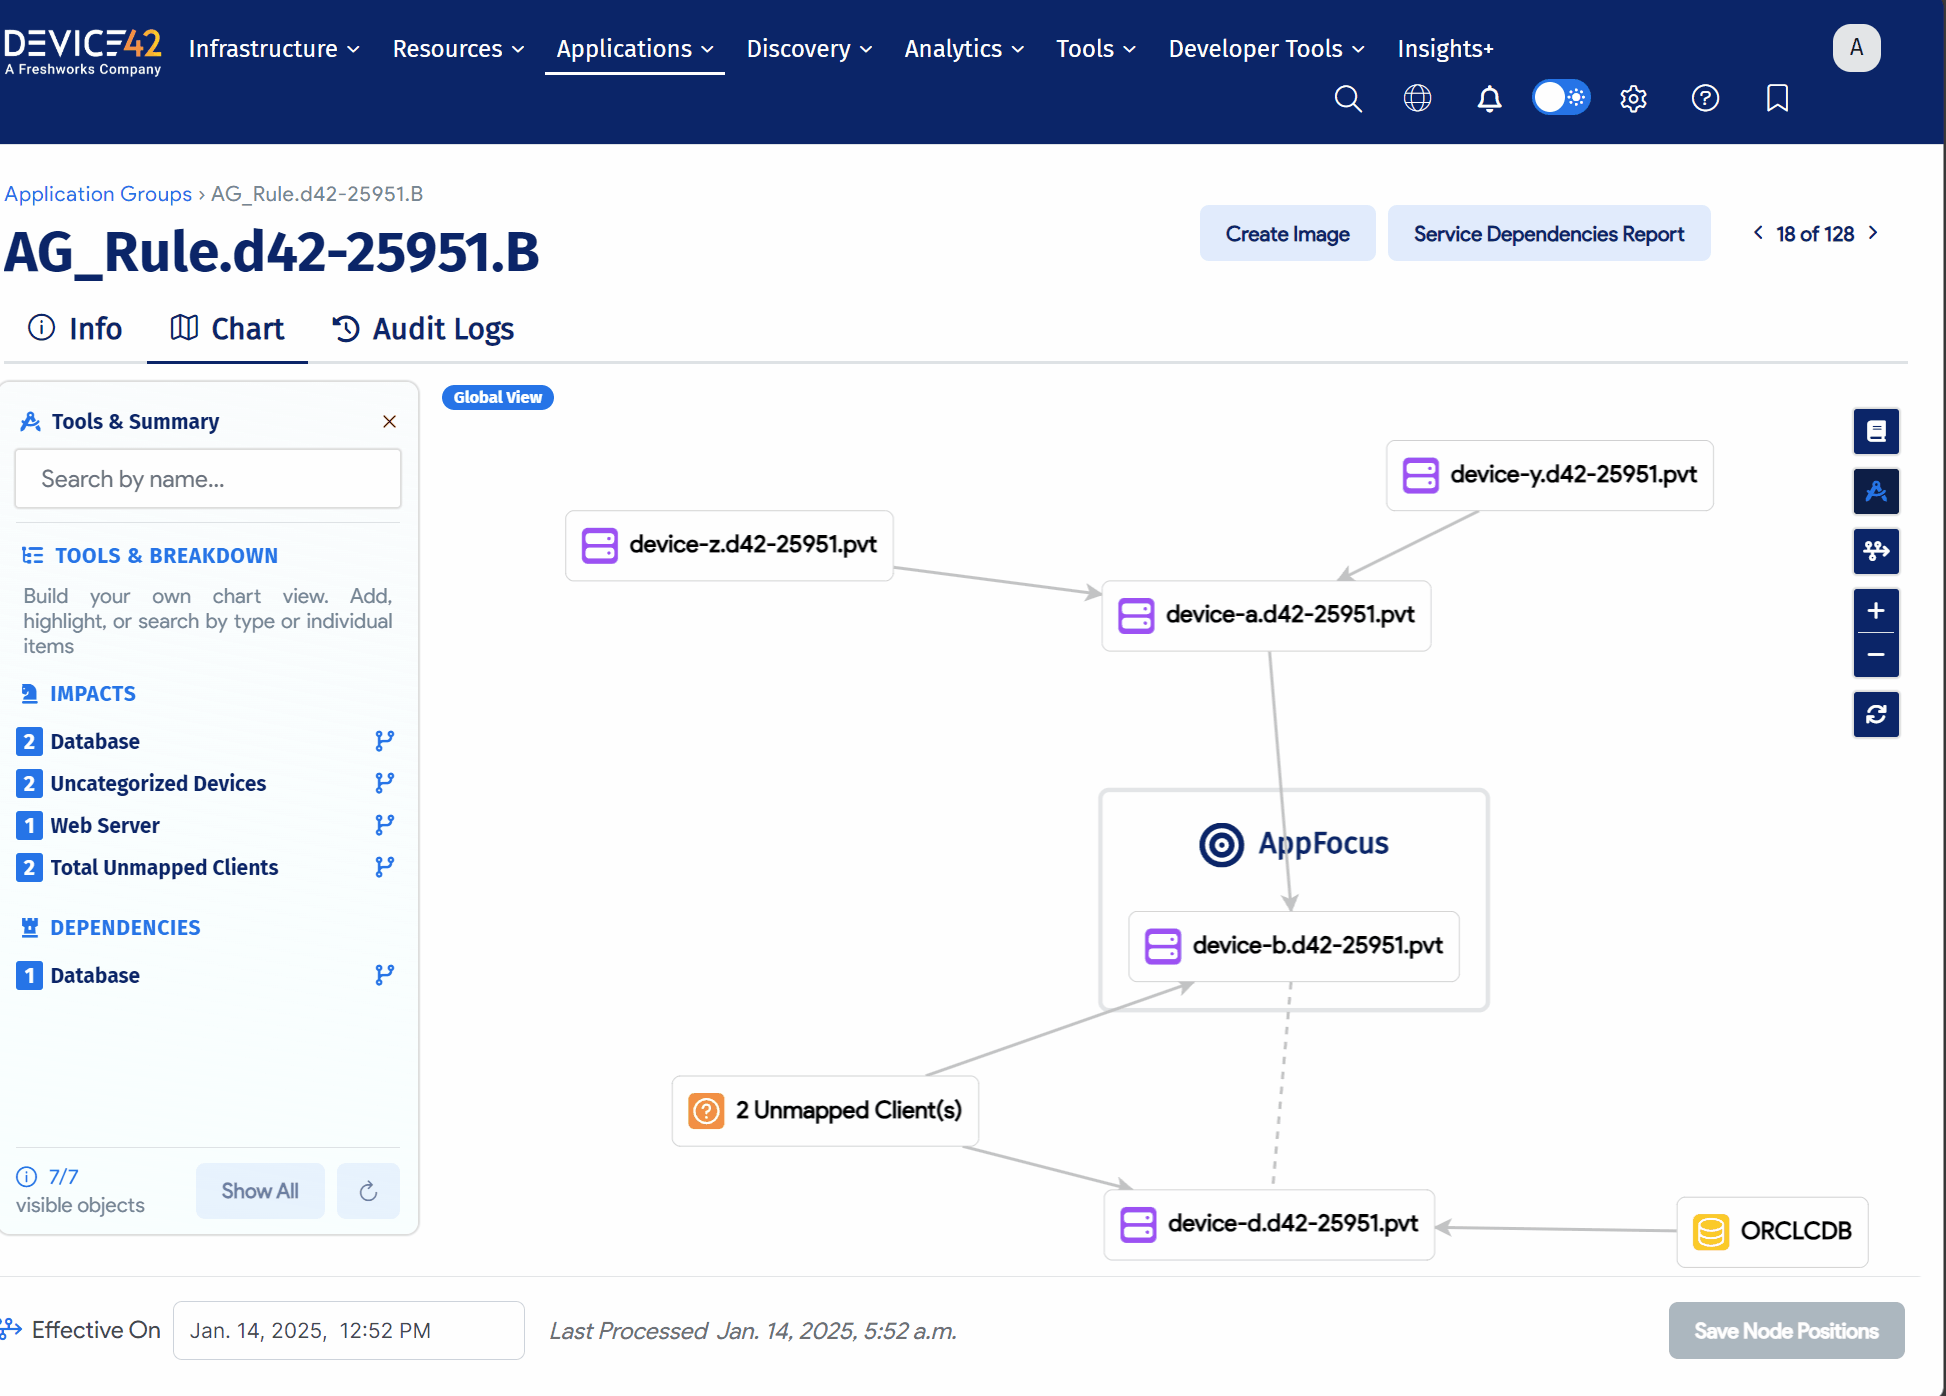 DEVICE42
A Freshworks Company
Infrastructure
Resources
Applications
Discovery
Analytics
Tools
Developer Tools
Insights+
A
Application Groups › AG_Rule.d42-25951.B
AG_Rule.d42-25951.B
Create Image
Service Dependencies Report
18 of 128
Info
Chart
Audit Logs
Tools & Summary
Search by name...
TOOLS & BREAKDOWN
Build your own chart view. Add,
highlight, or search by type or individual
items
IMPACTS
2 Database
2 Uncategorized Devices
1 Web Server
2 Total Unmapped Clients
DEPENDENCIES
1 Database
7/7
visible objects
Show All
Global View
device-y.d42-25951.pvt
device-z.d42-25951.pvt
device-a.d42-25951.pvt
AppFocus
device-b.d42-25951.pvt
2 Unmapped Client(s)
device-d.d42-25951.pvt
ORCLCDB
Effective On
Jan. 14, 2025, 12:52 PM
Last Processed Jan. 14, 2025, 5:52 a.m.
Save Node Positions